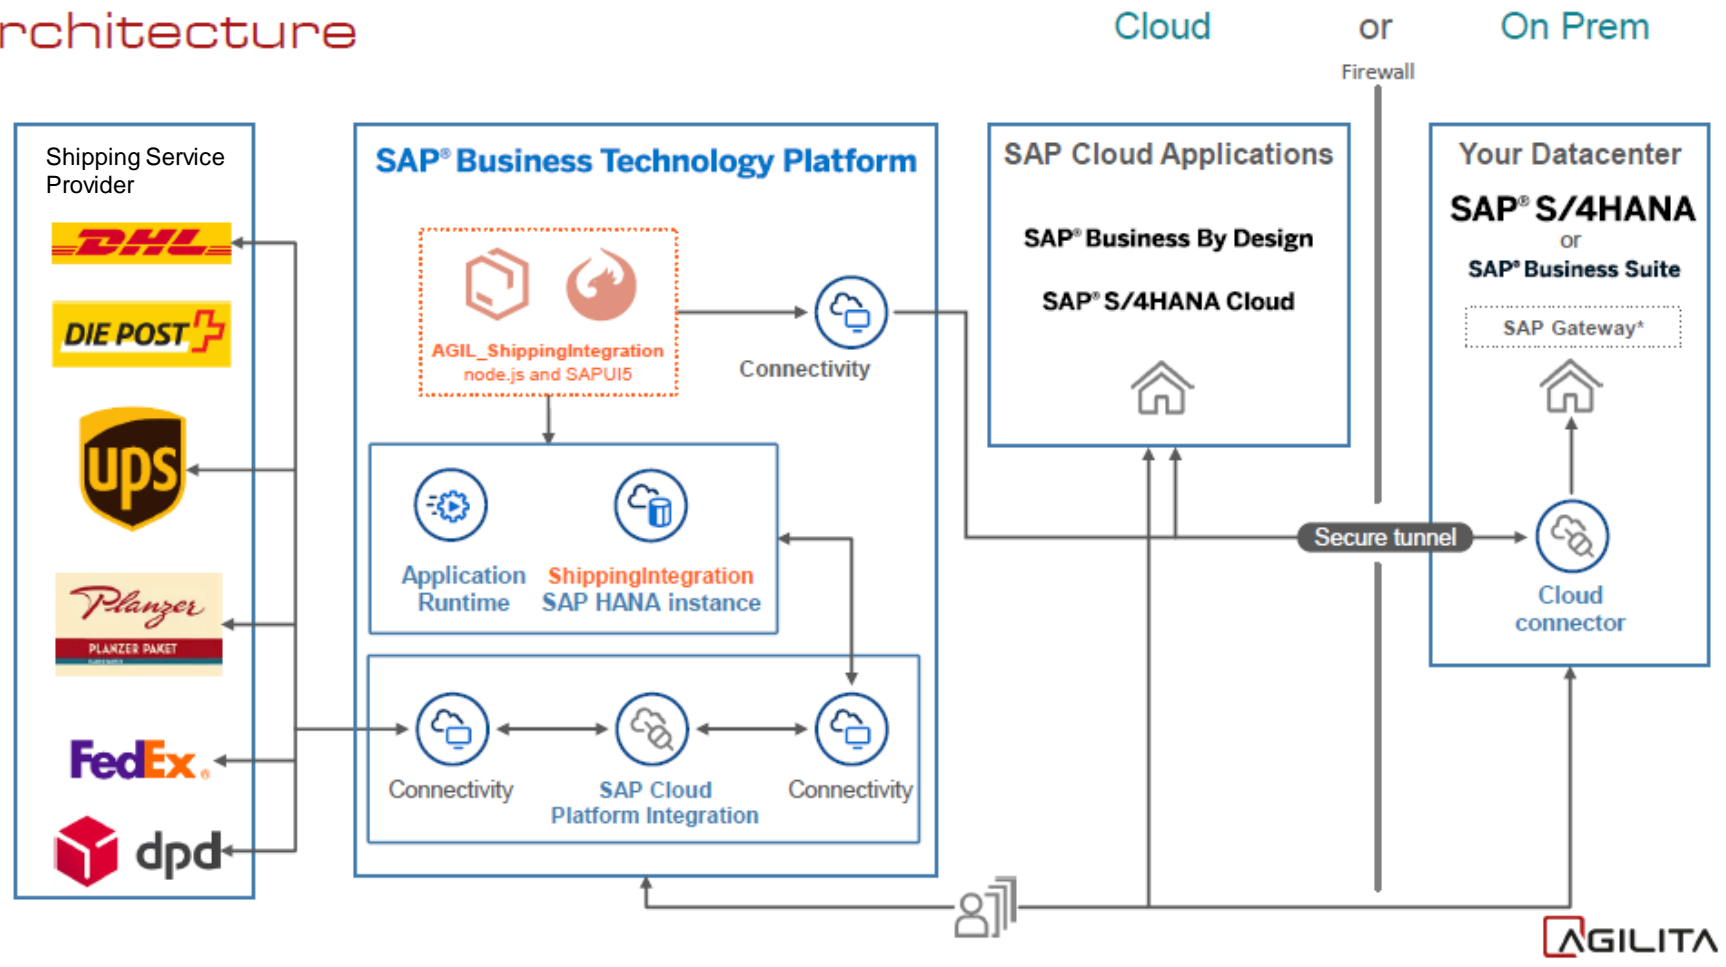 rchitecture
Cloud or On Prem
Firewall
Shipping Service
Provider
DHL
DIE POST
ups
Planzer
PLANZER PAKET
FedEx®
dpd
SAP® Business Technology Platform
AGIL_ShippingIntegration
node.js and SAPUI5
Connectivity
Application
Runtime
ShippingIntegration
SAP HANA instance
Connectivity
SAP Cloud
Platform Integration
Connectivity
SAP Cloud Applications
SAP® Business By Design
SAP® S/4HANA Cloud
Secure tunnel
Your Datacenter
SAP® S/4HANA
or
SAP® Business Suite
SAP Gateway*
Cloud
connector
AGILITA